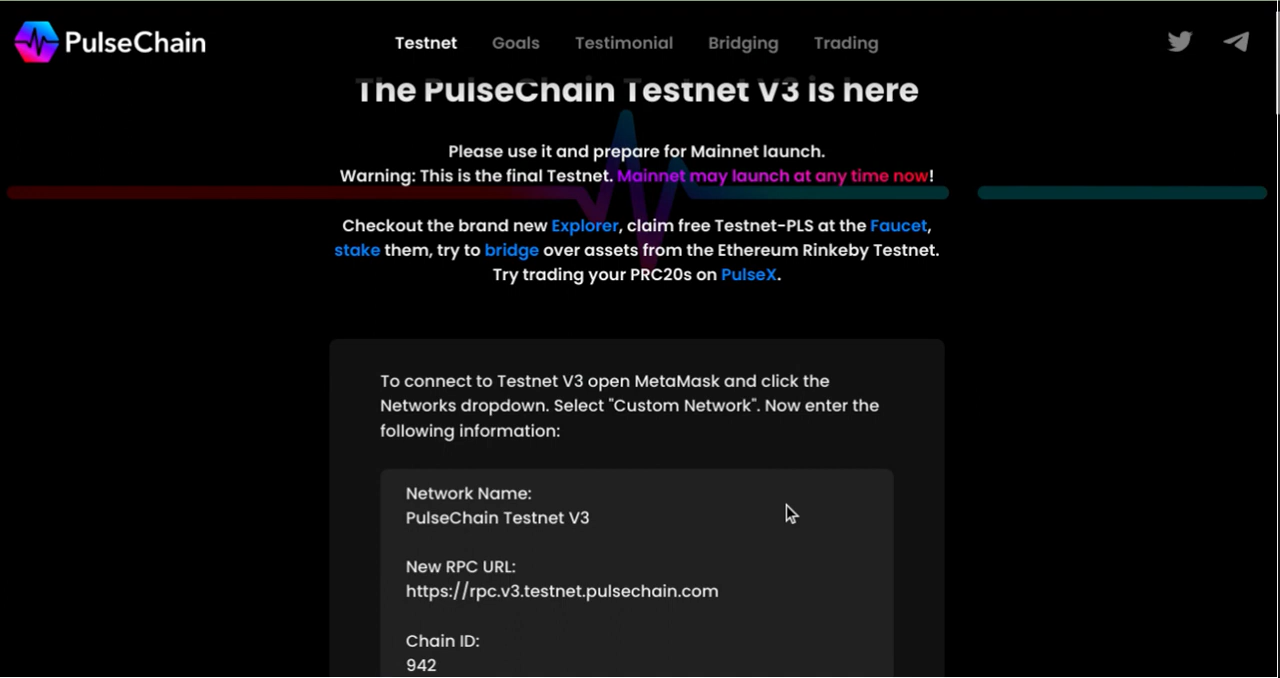 PulseChain
Testnet Goals Testimonial Bridging Trading
The PulseChain Testnet V3 is here
Please use it and prepare for Mainnet launch.
Warning: This is the final Testnet. Mainnet may launch at any time now!
Checkout the brand new Explorer, claim free Testnet-PLS at the Faucet,
stake them, try to bridge over assets from the Ethereum Rinkeby Testnet.
Try trading your PRC20s on PulseX.
To connect to Testnet V3 open MetaMask and click the
Networks dropdown. Select "Custom Network". Now enter the
following information:
Network Name:
PulseChain Testnet V3
New RPC URL:
https://rpc.v3.testnet.pulsechain.com
Chain ID:
942